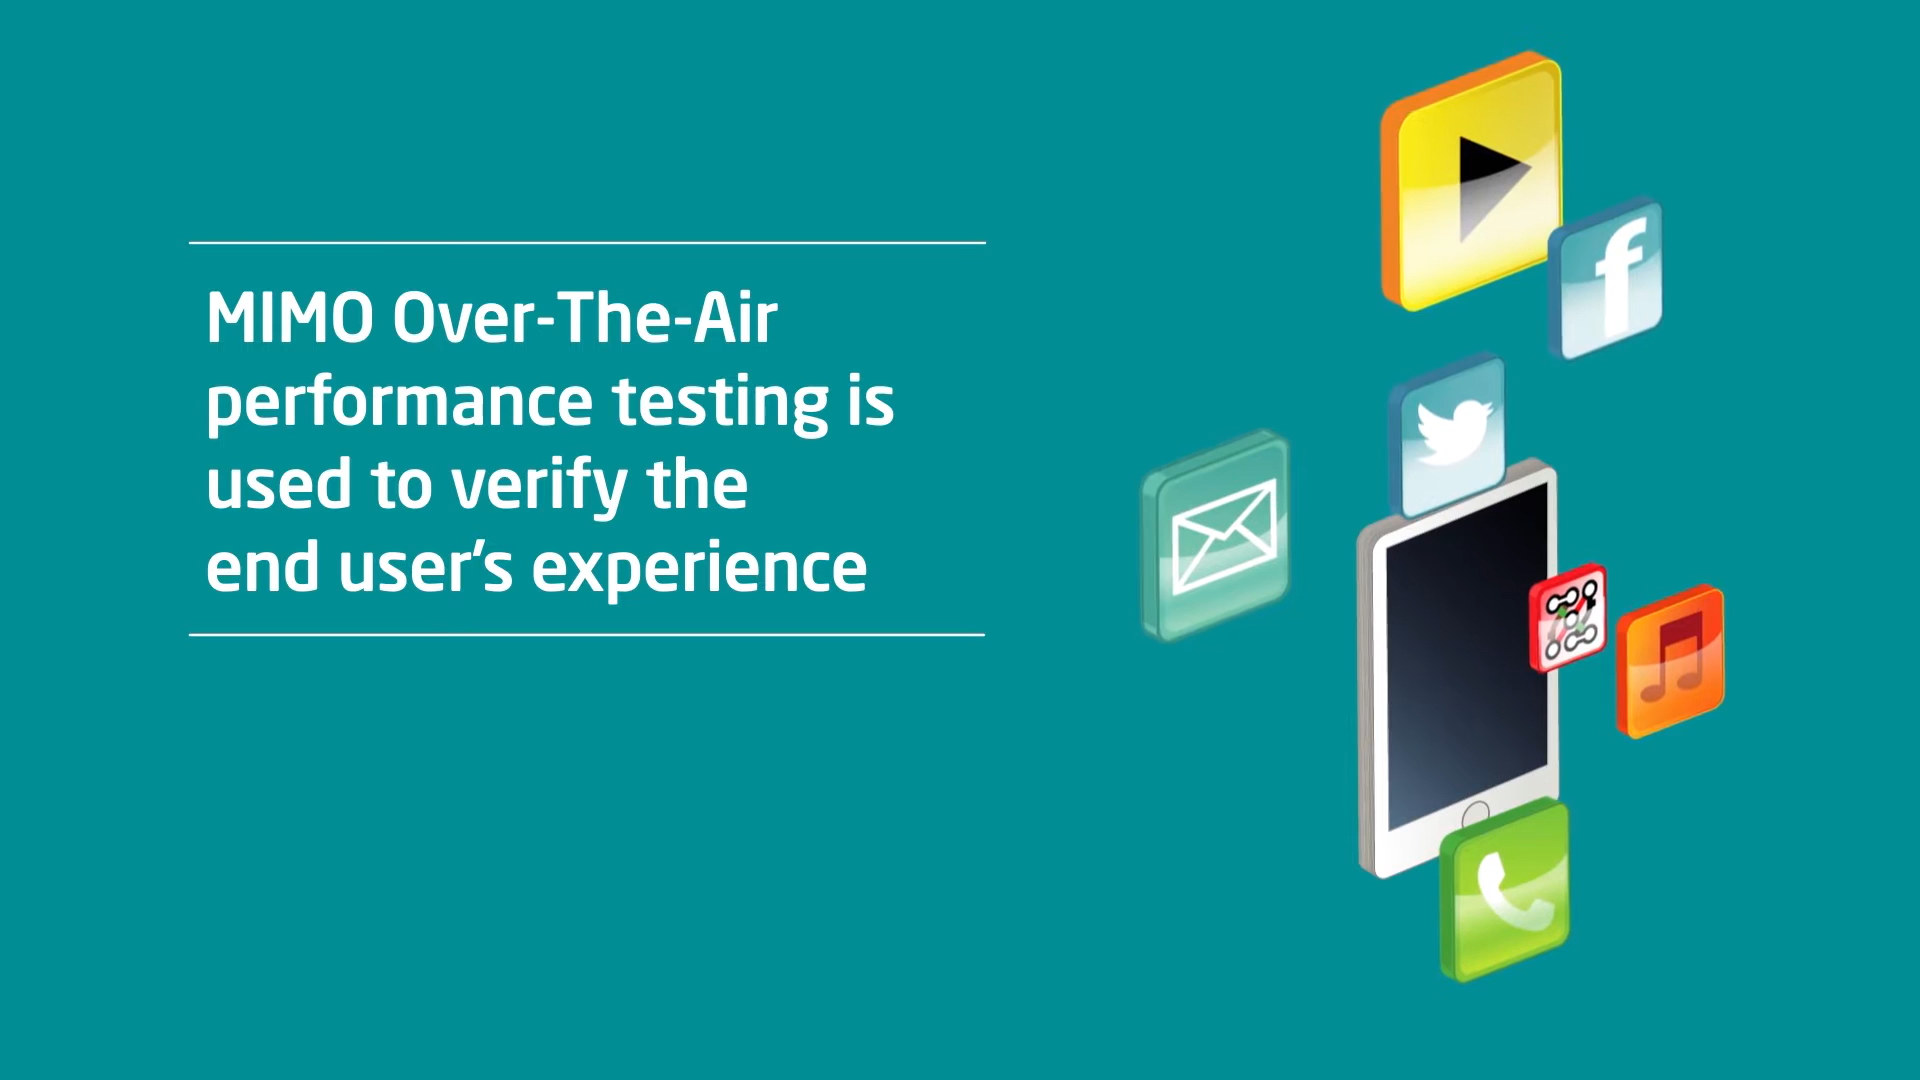 MIMO Over-The-Air
performance testing is
used to verify the
end user’s experience